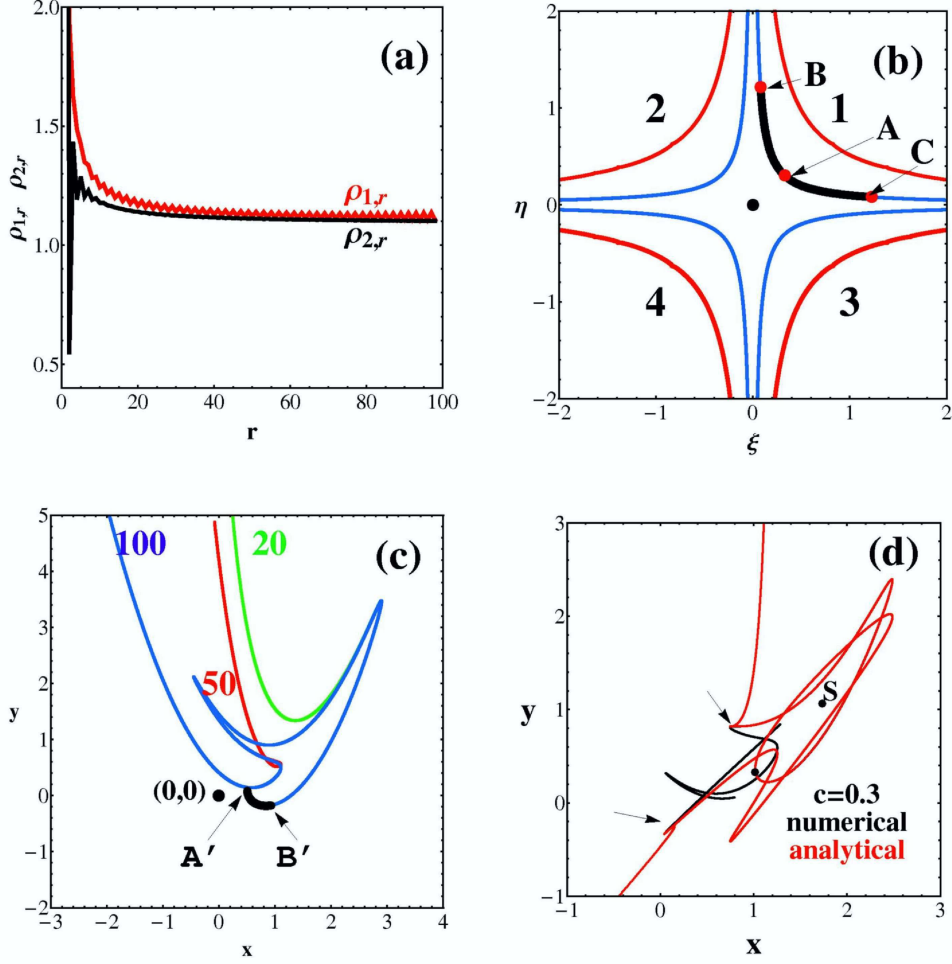 (a)
2.0
1.5
1.0
0.5
ρ1,r ρ2,r
ρ1,r
ρ2,r
0 20 40 60 80 100
r
(b)
2
1
0
−1
−2
η
2 B 1
A
C
4 3
−2 −1 0 1 2
ξ
(c)
5
4
3
2
1
0
−1
−2
y
100 20
50
(0,0)
A′ B′
−3 −2 −1 0 1 2 3 4
x
(d)
3
2
1
0
−1
y
S
c=0.3
numerical
analytical
−1 0 1 2 3
x